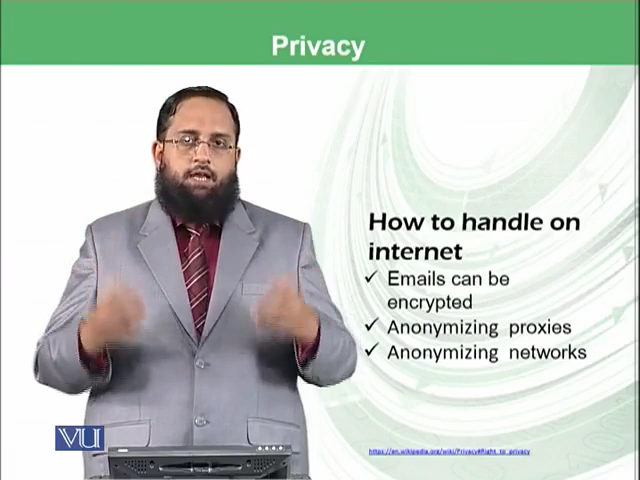 Privacy
How to handle on
internet
✓ Emails can be
encrypted
✓ Anonymizing proxies
✓ Anonymizing networks
VU
https://en.wikipedia.org/wiki/Privacy#Right_to_privacy